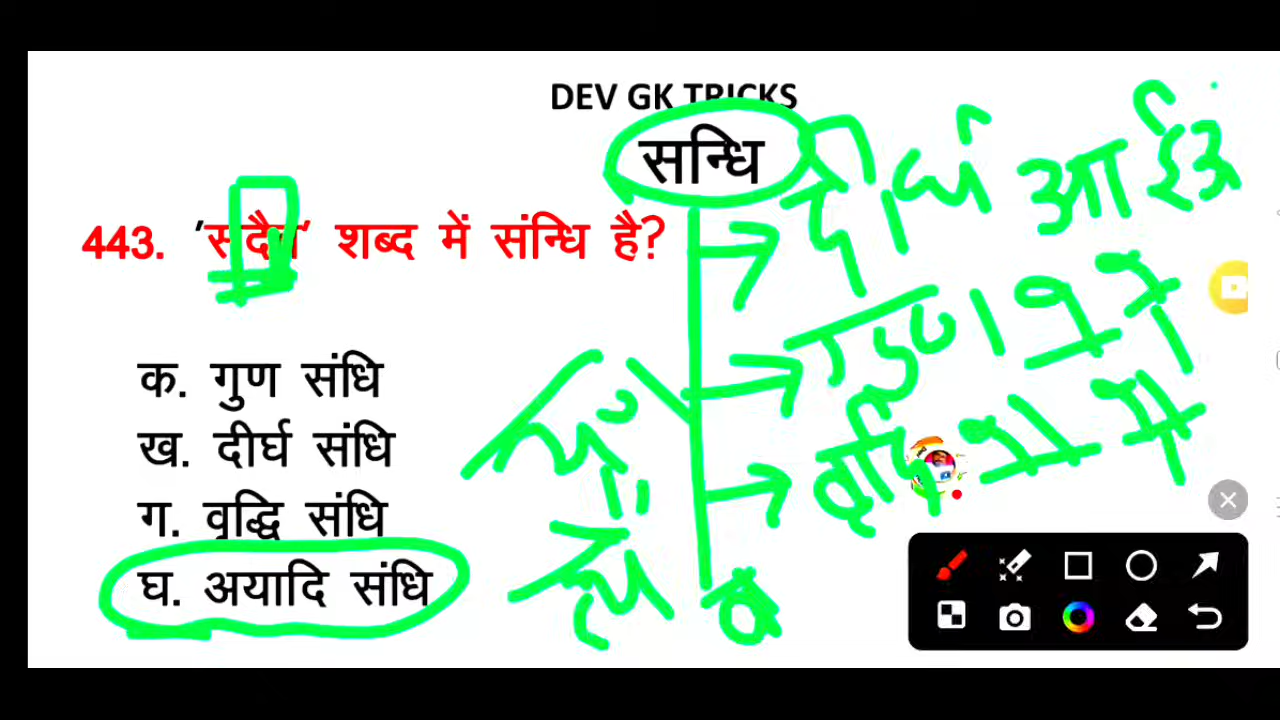 DEV GK TRICKS
सन्धि
443. 'सदैव' शब्द में संन्धि है?
क. गुण संधि
ख. दीर्घ संधि
ग. वृद्धि संधि
घ. अयादि संधि
दीर्घ आ ई ऊ
गुण
वृद्धि